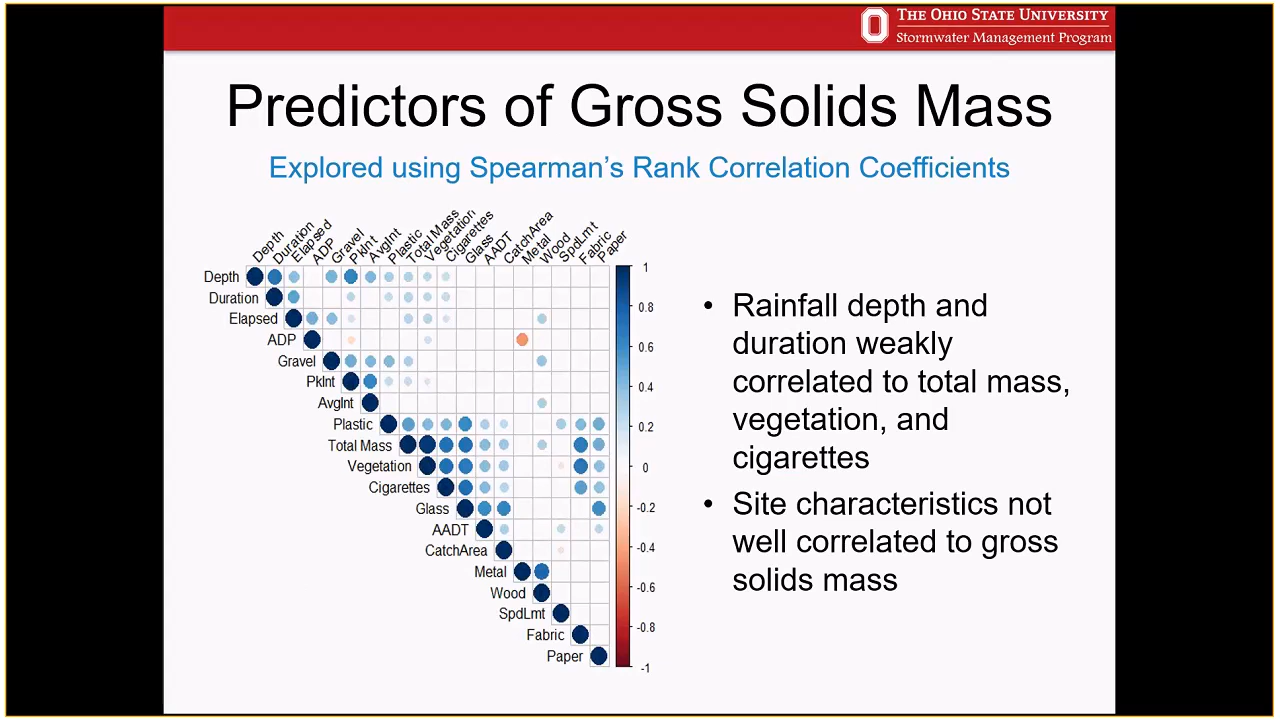 THE OHIO STATE UNIVERSITY
Stormwater Management Program
Predictors of Gross Solids Mass
Explored using Spearman's Rank Correlation Coefficients
Depth
Duration
Elapsed
ADP
Gravel
PkInt
AvgInt
Plastic
Total Mass
Vegetation
Cigarettes
Glass
AADT
CatchArea
Metal
Wood
SpdLmt
Fabric
Paper
Depth
Duration
Elapsed
ADP
Gravel
PkInt
AvgInt
Plastic
Total Mass
Vegetation
Cigarettes
Glass
AADT
CatchArea
Metal
Wood
SpdLmt
Fabric
Paper
1
0.8
0.6
0.4
0.2
0
-0.2
-0.4
-0.6
-0.8
-1
• Rainfall depth and
duration weakly
correlated to total mass,
vegetation, and
cigarettes
• Site characteristics not
well correlated to gross
solids mass